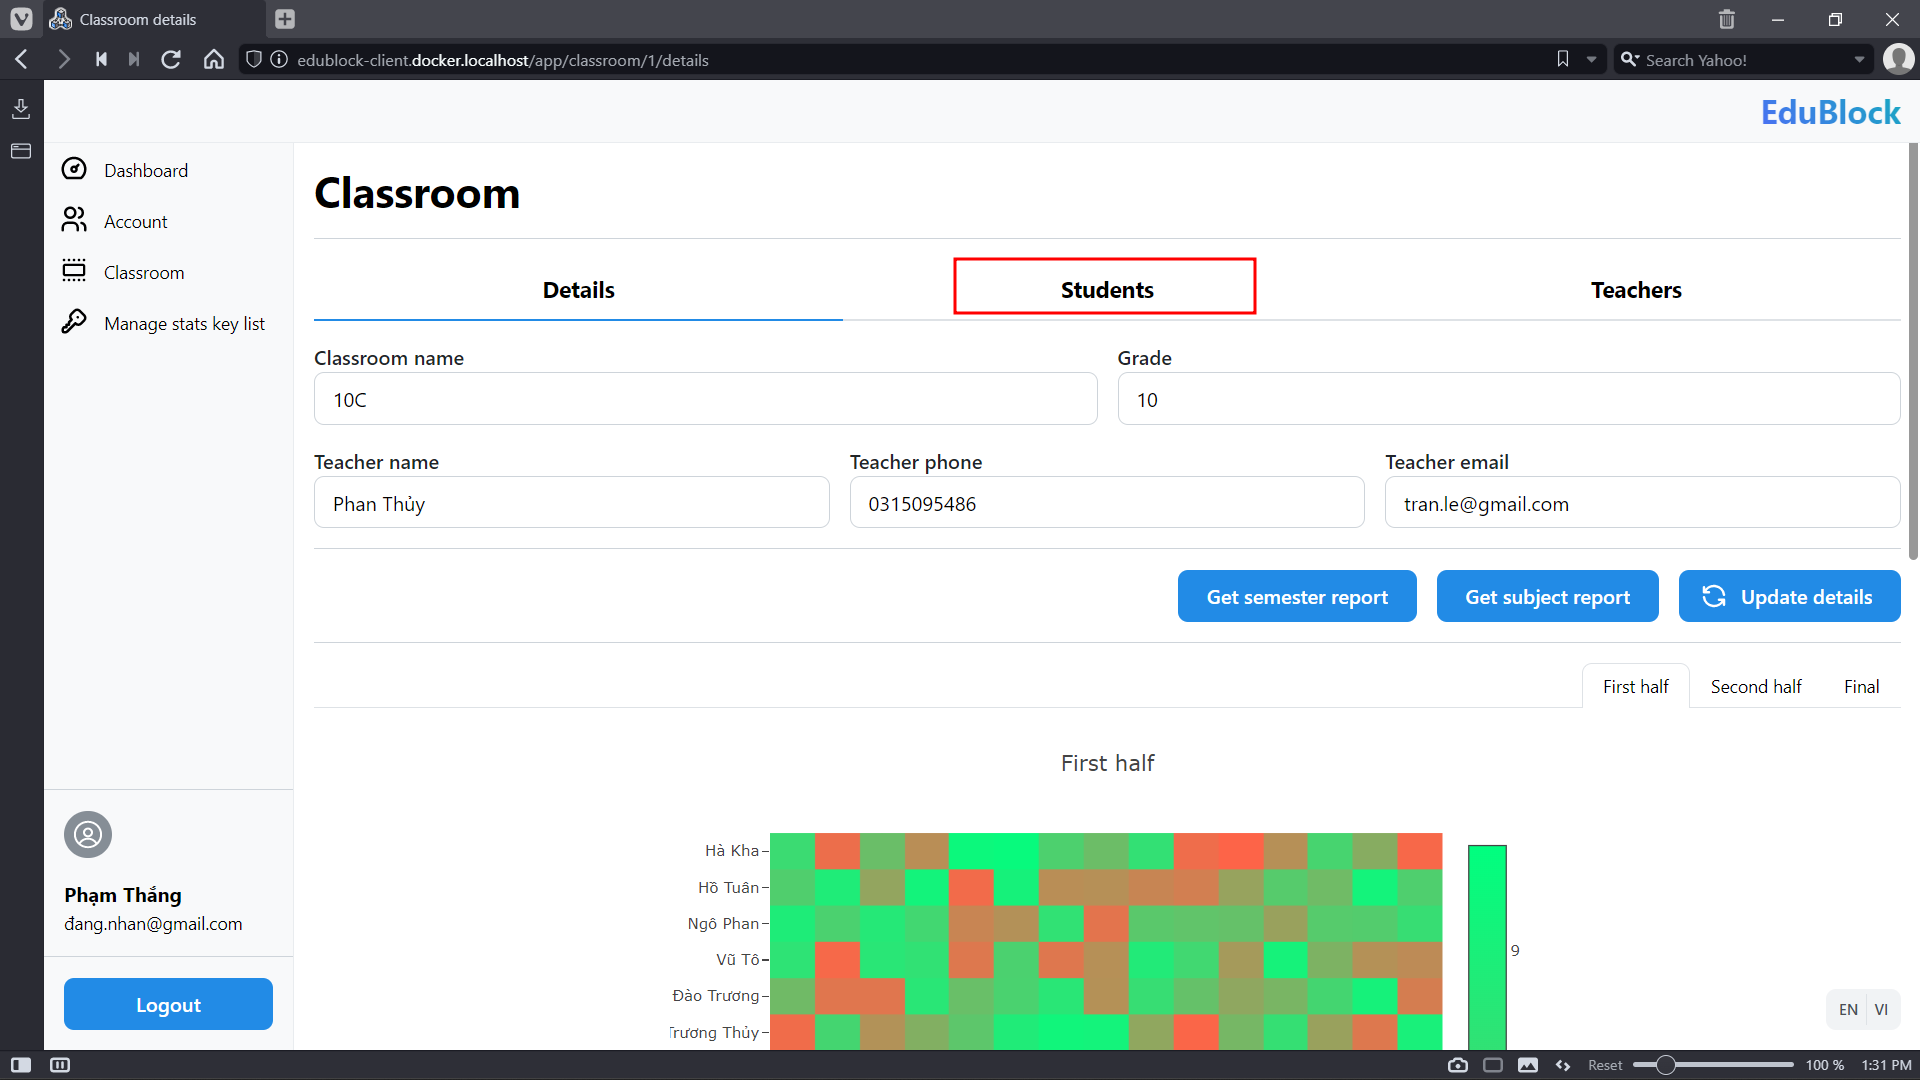 Classroom details
edublock-client.docker.localhost/app/classroom/1/details
Search Yahoo!
EduBlock
Dashboard
Account
Classroom
Manage stats key list
Phạm Thắng
đang.nhan@gmail.com
Logout
Classroom
Details Students Teachers
Classroom name Grade
10C 10
Teacher name Teacher phone Teacher email
Phan Thủy 0315095486 tran.le@gmail.com
Get semester report Get subject report Update details
First half Second half Final
First half
Hà Kha
Hồ Tuân
Ngô Phan
Vũ Tô
9
Đào Trương
Trương Thủy
EN VI
Reset 100 % 1:31 PM